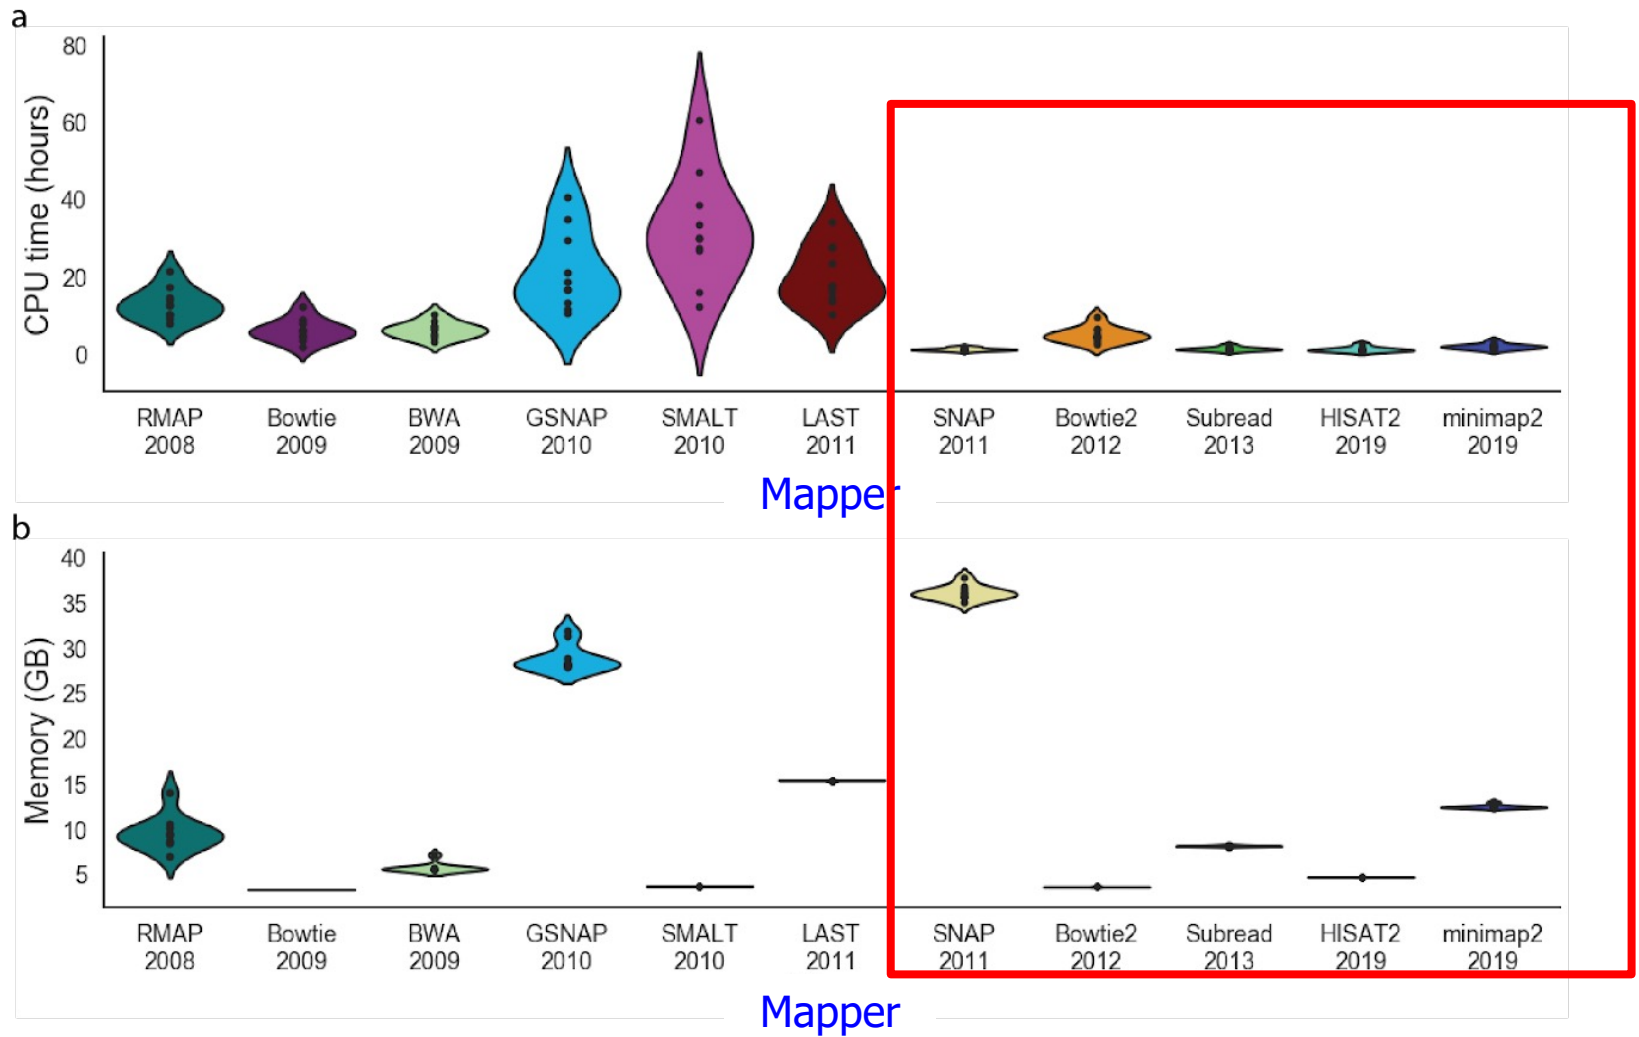 a
80
60
40
20
0
CPU time (hours)
RMAP Bowtie BWA GSNAP SMALT LAST SNAP Bowtie2 Subread HISAT2 minimap2
2008 2009 2009 2010 2010 2011 2011 2012 2013 2019 2019
Mapper
b
40
35
30
25
20
15
10
5
Memory (GB)
RMAP Bowtie BWA GSNAP SMALT LAST SNAP Bowtie2 Subread HISAT2 minimap2
2008 2009 2009 2010 2010 2011 2011 2012 2013 2019 2019
Mapper